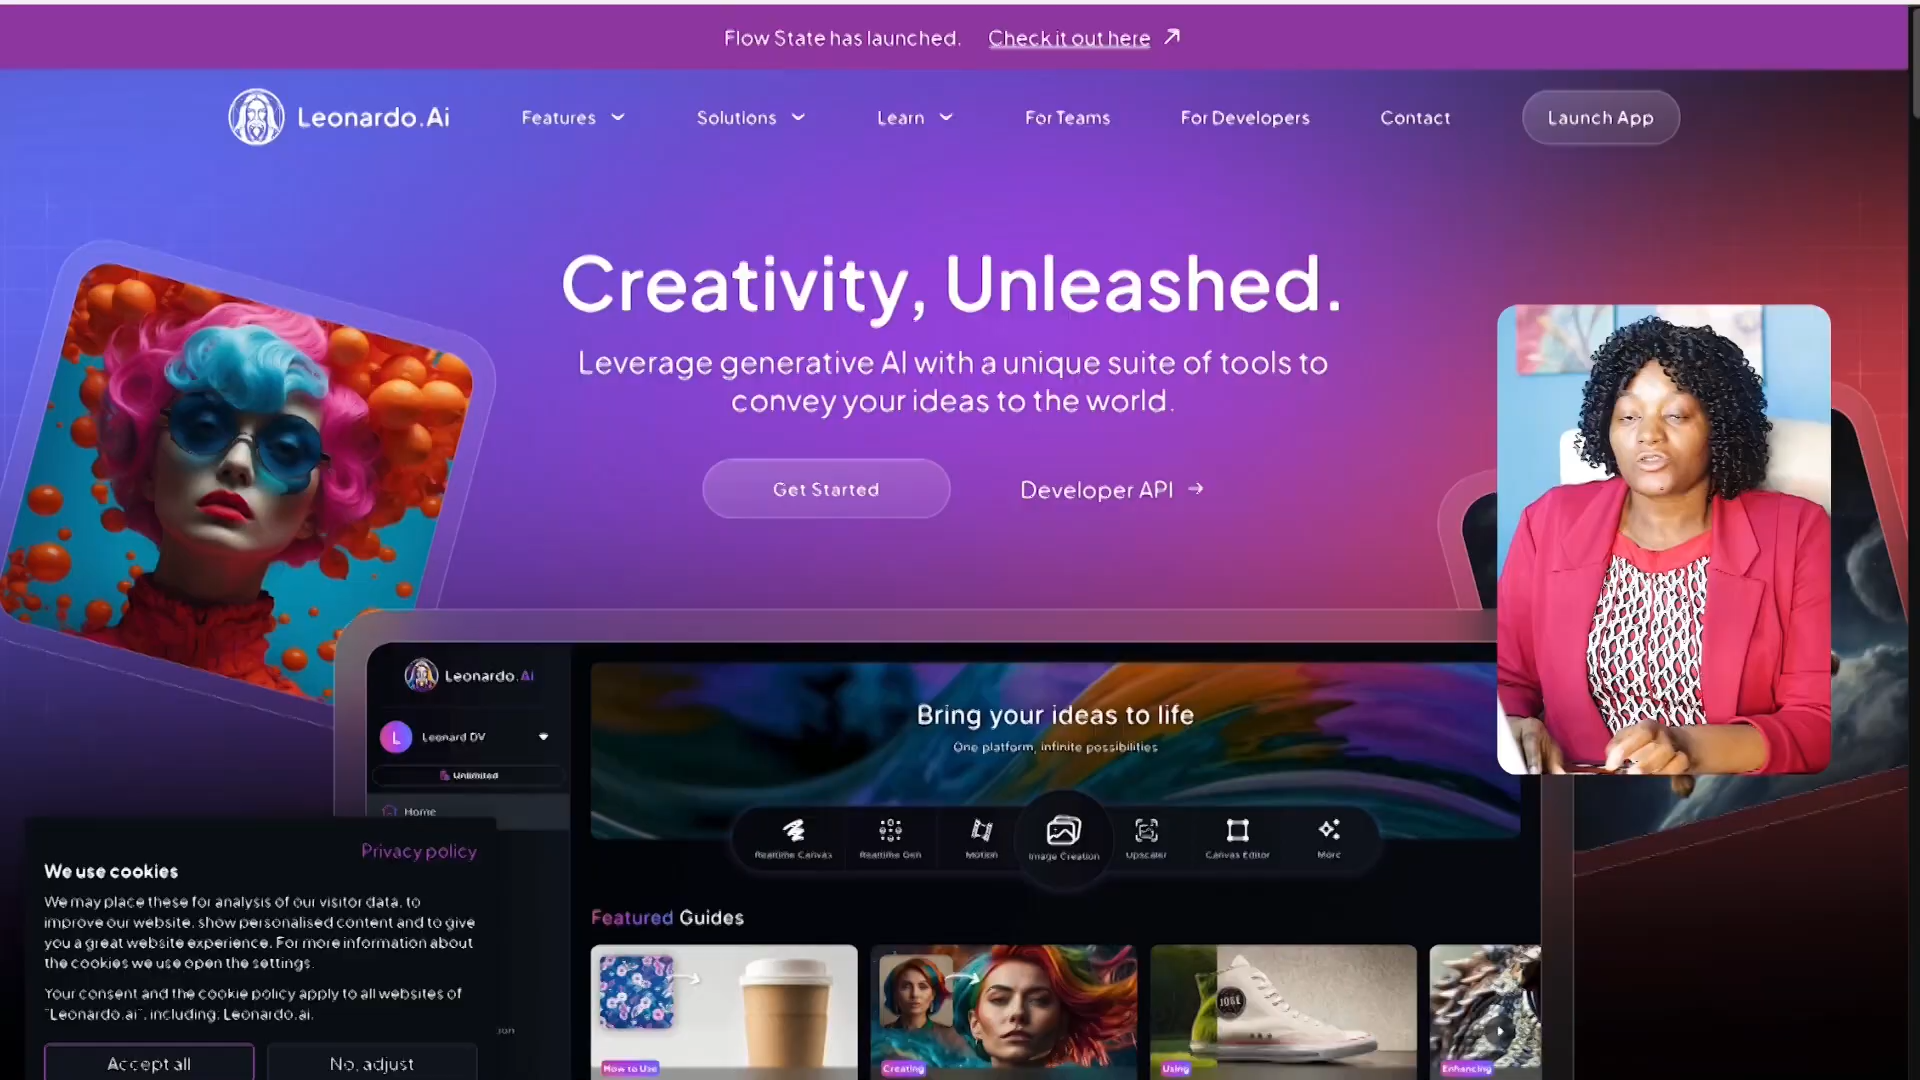 Flow State has launched. Check it out here
Leonardo.Ai
Features
Solutions
Learn
For Teams
For Developers
Contact
Launch App
Creativity, Unleashed.
Leverage generative AI with a unique suite of tools to
convey your ideas to the world.
Get Started
Developer API
Leonardo.Ai
L
Leonard DV
Unlimited
Home
Bring your ideas to life
One platform, infinite possibilities
Realtime Canvas
Realtime Gen
Motion
Image Creation
Upscaler
Canvas Editor
More
Featured Guides
How to Use
Creating
Using
Enhancing
Privacy policy
We use cookies
We may place these for analysis of our visitor data, to
improve our website, show personalised content and to give
you a great website experience. For more information about
the cookies we use open the settings.
Your consent and the cookie policy apply to all websites of
"Leonardo.ai", including: Leonardo.ai.
Accept all
No, adjust